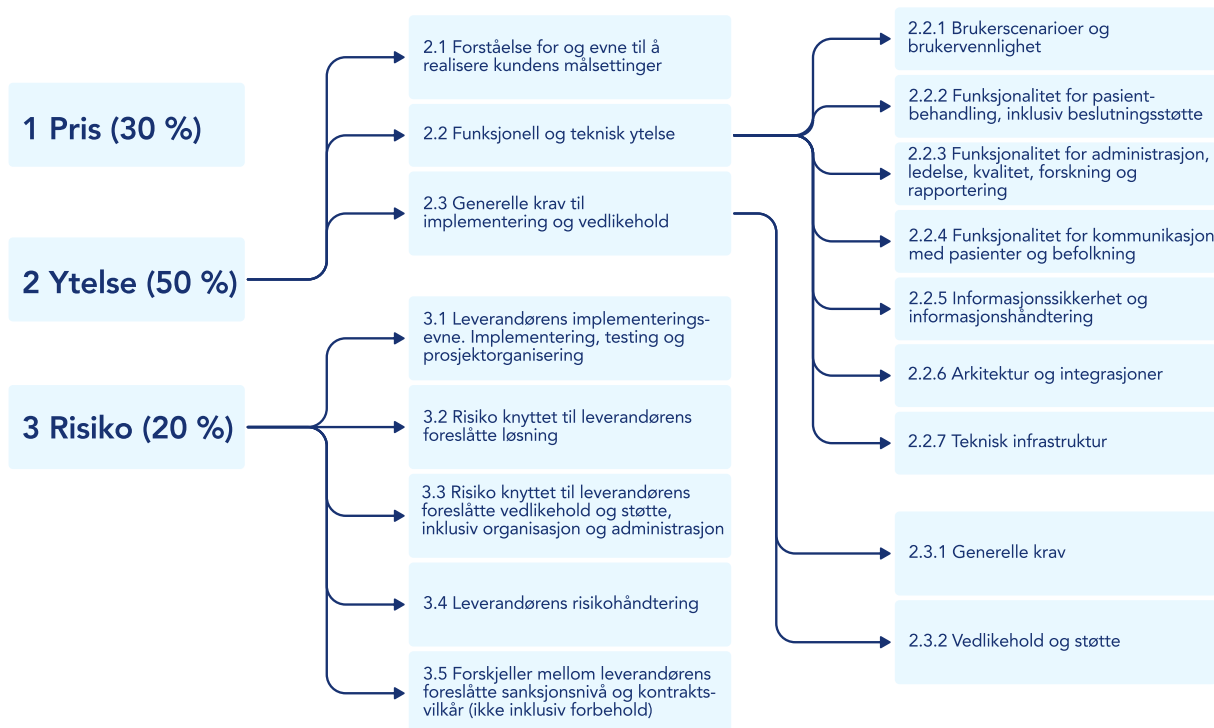 1 Pris (30 %)
2 Ytelse (50 %)
3 Risiko (20 %)
2.1 Forståelse for og evne til å
realisere kundens målsettinger
2.2 Funksjonell og teknisk ytelse
2.3 Generelle krav til
implementering og vedlikehold
3.1 Leverandørens implementerings-
evne. Implementering, testing og
prosjektorganisering
3.2 Risiko knyttet til leverandørens
foreslåtte løsning
3.3 Risiko knyttet til leverandørens
foreslåtte vedlikehold og støtte,
inklusiv organisasjon og administrasjon
3.4 Leverandørens risikohåndtering
3.5 Forskjeller mellom leverandørens
foreslåtte sanksjonsnivå og kontrakts-
vilkår (ikke inklusiv forbehold)
2.2.1 Brukerscenarioer og
brukervennlighet
2.2.2 Funksjonalitet for pasient-
behandling, inklusiv beslutningsstøtte
2.2.3 Funksjonalitet for administrasjon,
ledelse, kvalitet, forskning og
rapportering
2.2.4 Funksjonalitet for kommunikasjon
med pasienter og befolkning
2.2.5 Informasjonssikkerhet og
informasjonshåndtering
2.2.6 Arkitektur og integrasjoner
2.2.7 Teknisk infrastruktur
2.3.1 Generelle krav
2.3.2 Vedlikehold og støtte